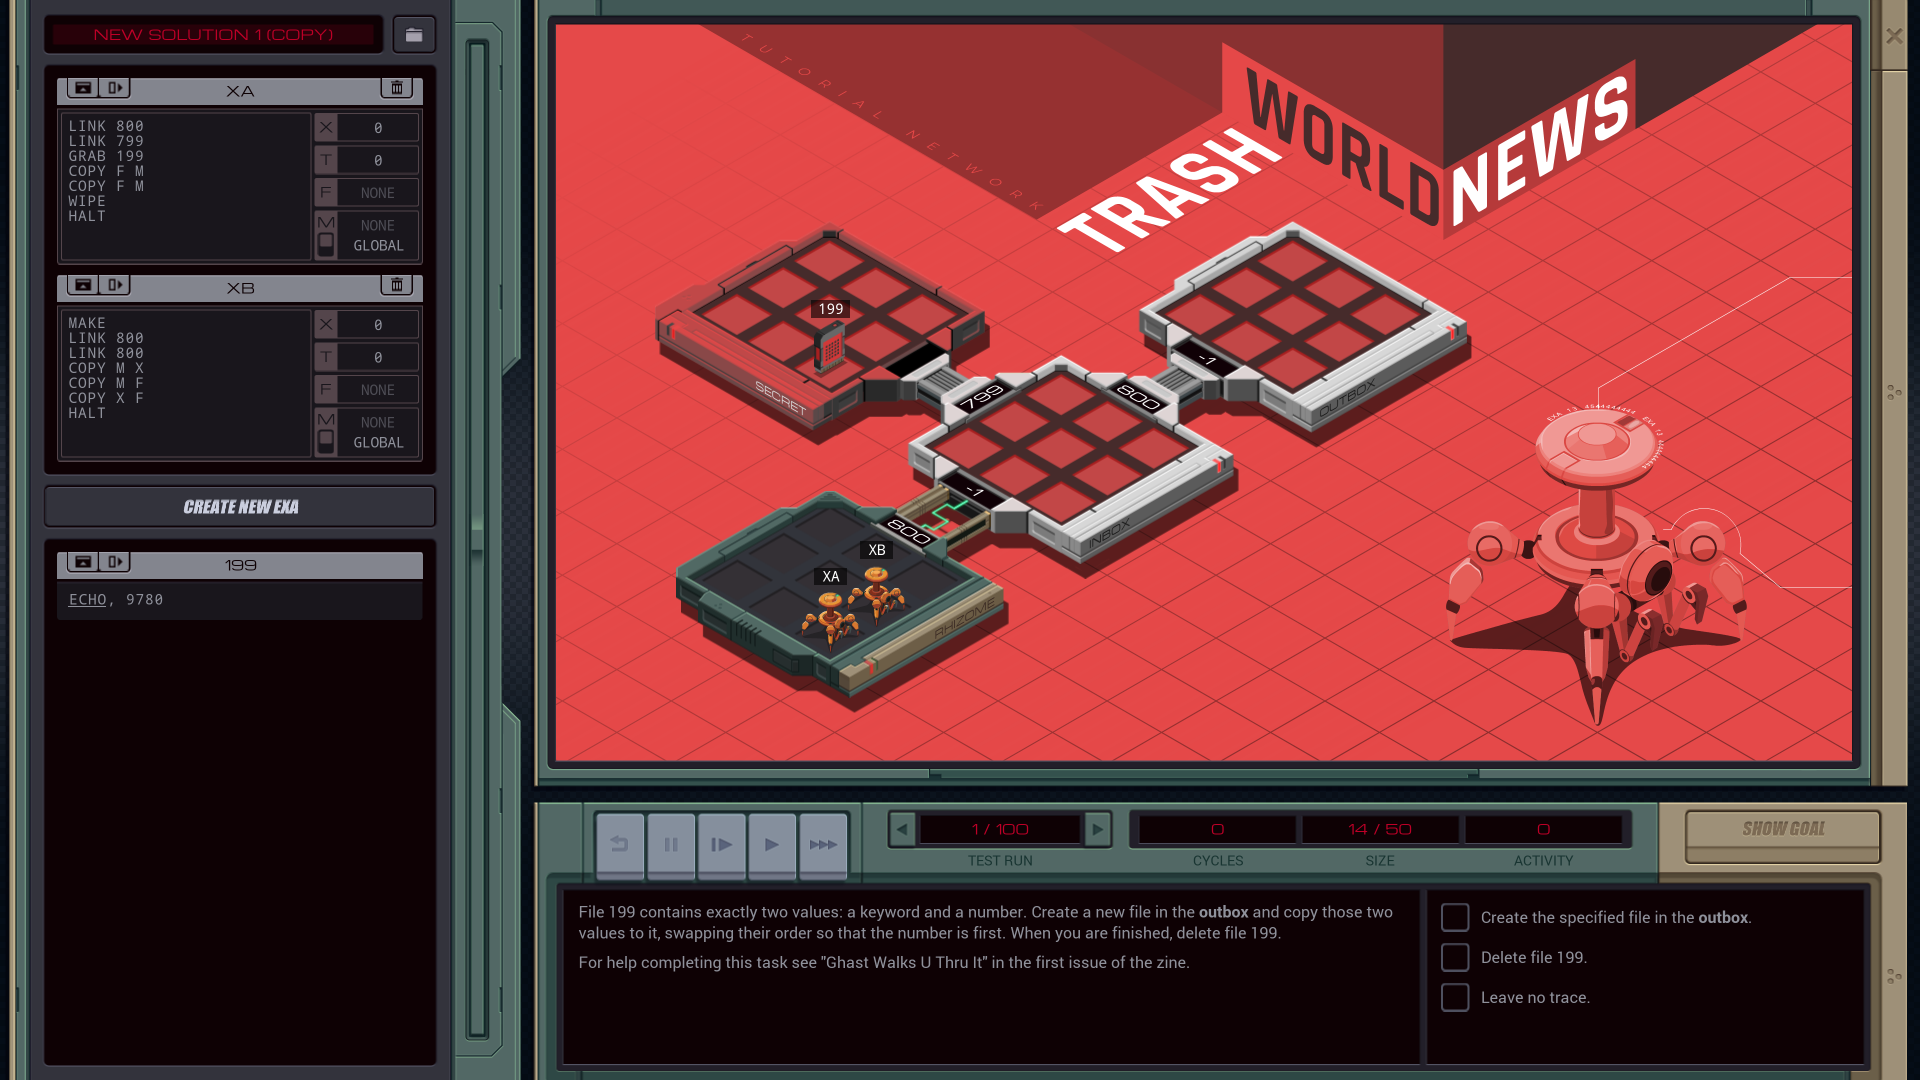 NEW SOLUTION 1 (COPY)
XA
LINK 800
LINK 799
GRAB 199
COPY F M
COPY F M
WIPE
HALT
X 0
T 0
F NONE
M NONE
GLOBAL
XB
MAKE
LINK 800
LINK 800
COPY M X
COPY M F
COPY X F
HALT
X 0
T 0
F NONE
M NONE
GLOBAL
CREATE NEW EXA
199
ECHO, 9780
TUTORIAL NETWORK
TRASH
WORLD
NEWS
199
SECRET
799
800
-1
OUTBOX
-1
INBOX
800
XB
XA
RHIZOME
1 / 100
TEST RUN
0
CYCLES
14 / 50
SIZE
0
ACTIVITY
SHOW GOAL
File 199 contains exactly two values: a keyword and a number. Create a new file in the outbox and copy those two
values to it, swapping their order so that the number is first. When you are finished, delete file 199.
For help completing this task see "Ghast Walks U Thru It" in the first issue of the zine.
Create the specified file in the outbox.
Delete file 199.
Leave no trace.